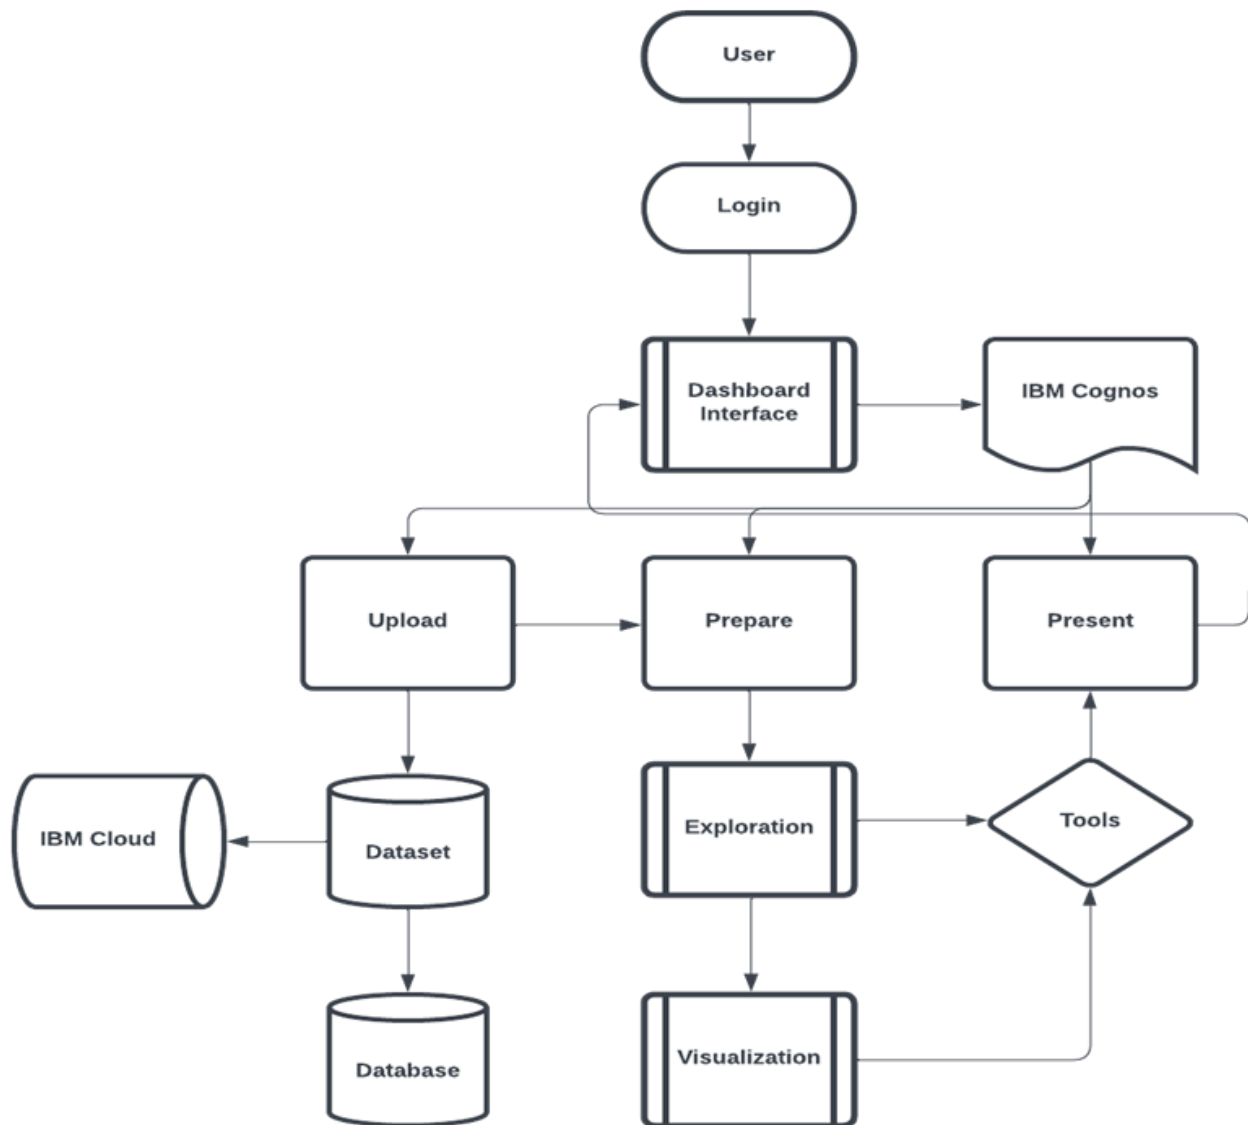 User
Login
Dashboard
Interface
IBM Cognos
Upload
Prepare
Present
IBM Cloud
Dataset
Exploration
Tools
Database
Visualization